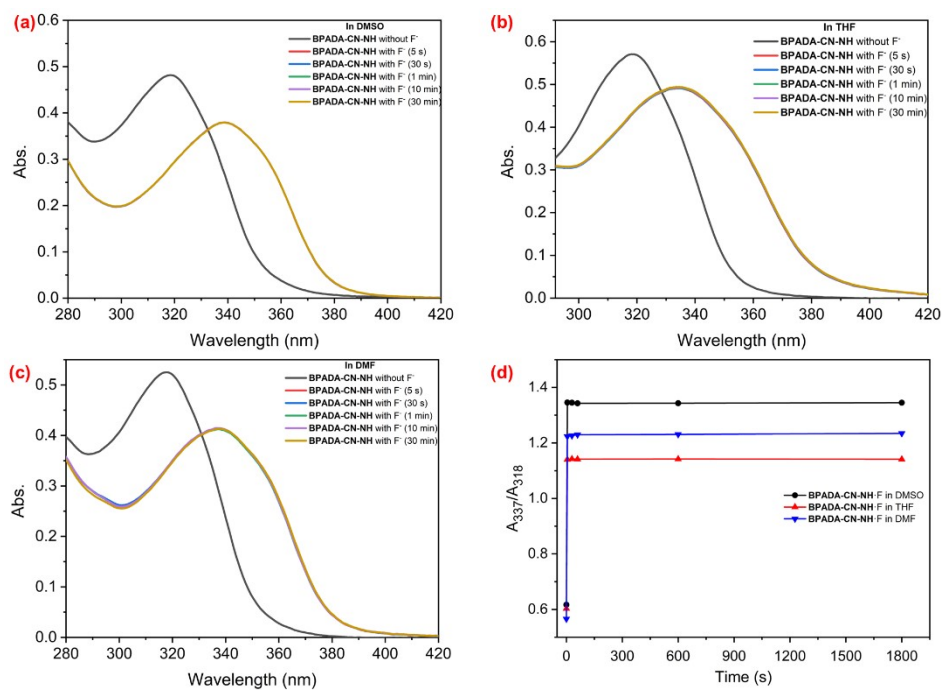 (a)
In DMSO
BPADA-CN-NH without F⁻
BPADA-CN-NH with F⁻ (5 s)
BPADA-CN-NH with F⁻ (30 s)
BPADA-CN-NH with F⁻ (1 min)
BPADA-CN-NH with F⁻ (10 min)
BPADA-CN-NH with F⁻ (30 min)
0.6
0.5
0.4
0.3
0.2
0.1
0.0
Abs.
280 300 320 340 360 380 400 420
Wavelength (nm)
(b)
In THF
BPADA-CN-NH without F⁻
BPADA-CN-NH with F⁻ (5 s)
BPADA-CN-NH with F⁻ (30 s)
BPADA-CN-NH with F⁻ (1 min)
BPADA-CN-NH with F⁻ (10 min)
BPADA-CN-NH with F⁻ (30 min)
0.6
0.5
0.4
0.3
0.2
0.1
0.0
Abs.
300 320 340 360 380 400 420
Wavelength (nm)
(c)
In DMF
BPADA-CN-NH without F⁻
BPADA-CN-NH with F⁻ (5 s)
BPADA-CN-NH with F⁻ (30 s)
BPADA-CN-NH with F⁻ (1 min)
BPADA-CN-NH with F⁻ (10 min)
BPADA-CN-NH with F⁻ (30 min)
0.5
0.4
0.3
0.2
0.1
0.0
Abs.
280 300 320 340 360 380 400 420
Wavelength (nm)
(d)
1.4
1.2
1.0
0.8
0.6
A₃₃₇/A₃₁₈
BPADA-CN-NH·F in DMSO
BPADA-CN-NH·F in THF
BPADA-CN-NH·F in DMF
0 300 600 900 1200 1500 1800
Time (s)